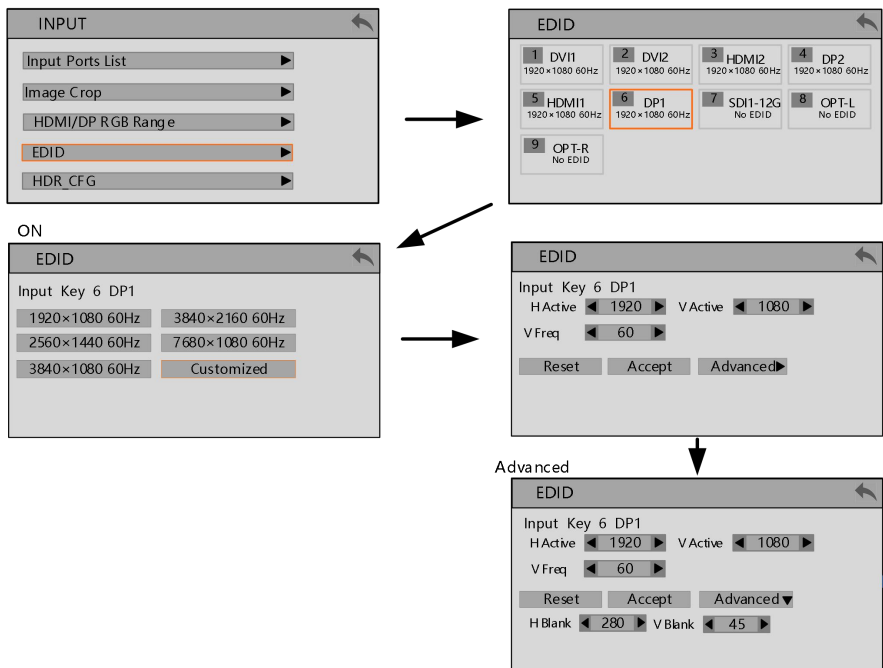 INPUT
Input Ports List
Image Crop
HDMI/DP RGB Range
EDID
HDR_CFG
EDID
1 DVI1
1920×1080 60Hz
2 DVI2
1920×1080 60Hz
3 HDMI2
1920×1080 60Hz
4 DP2
1920×1080 60Hz
5 HDMI1
1920×1080 60Hz
6 DP1
1920×1080 60Hz
7 SDI1-12G
No EDID
8 OPT-L
No EDID
9 OPT-R
No EDID
ON
EDID
Input Key 6 DP1
1920×1080 60Hz 3840×2160 60Hz
2560×1440 60Hz 7680×1080 60Hz
3840×1080 60Hz Customized
EDID
Input Key 6 DP1
H Active 1920 V Active 1080
V Freq 60
Reset Accept Advanced
Advanced
EDID
Input Key 6 DP1
H Active 1920 V Active 1080
V Freq 60
Reset Accept Advanced
H Blank 280 V Blank 45